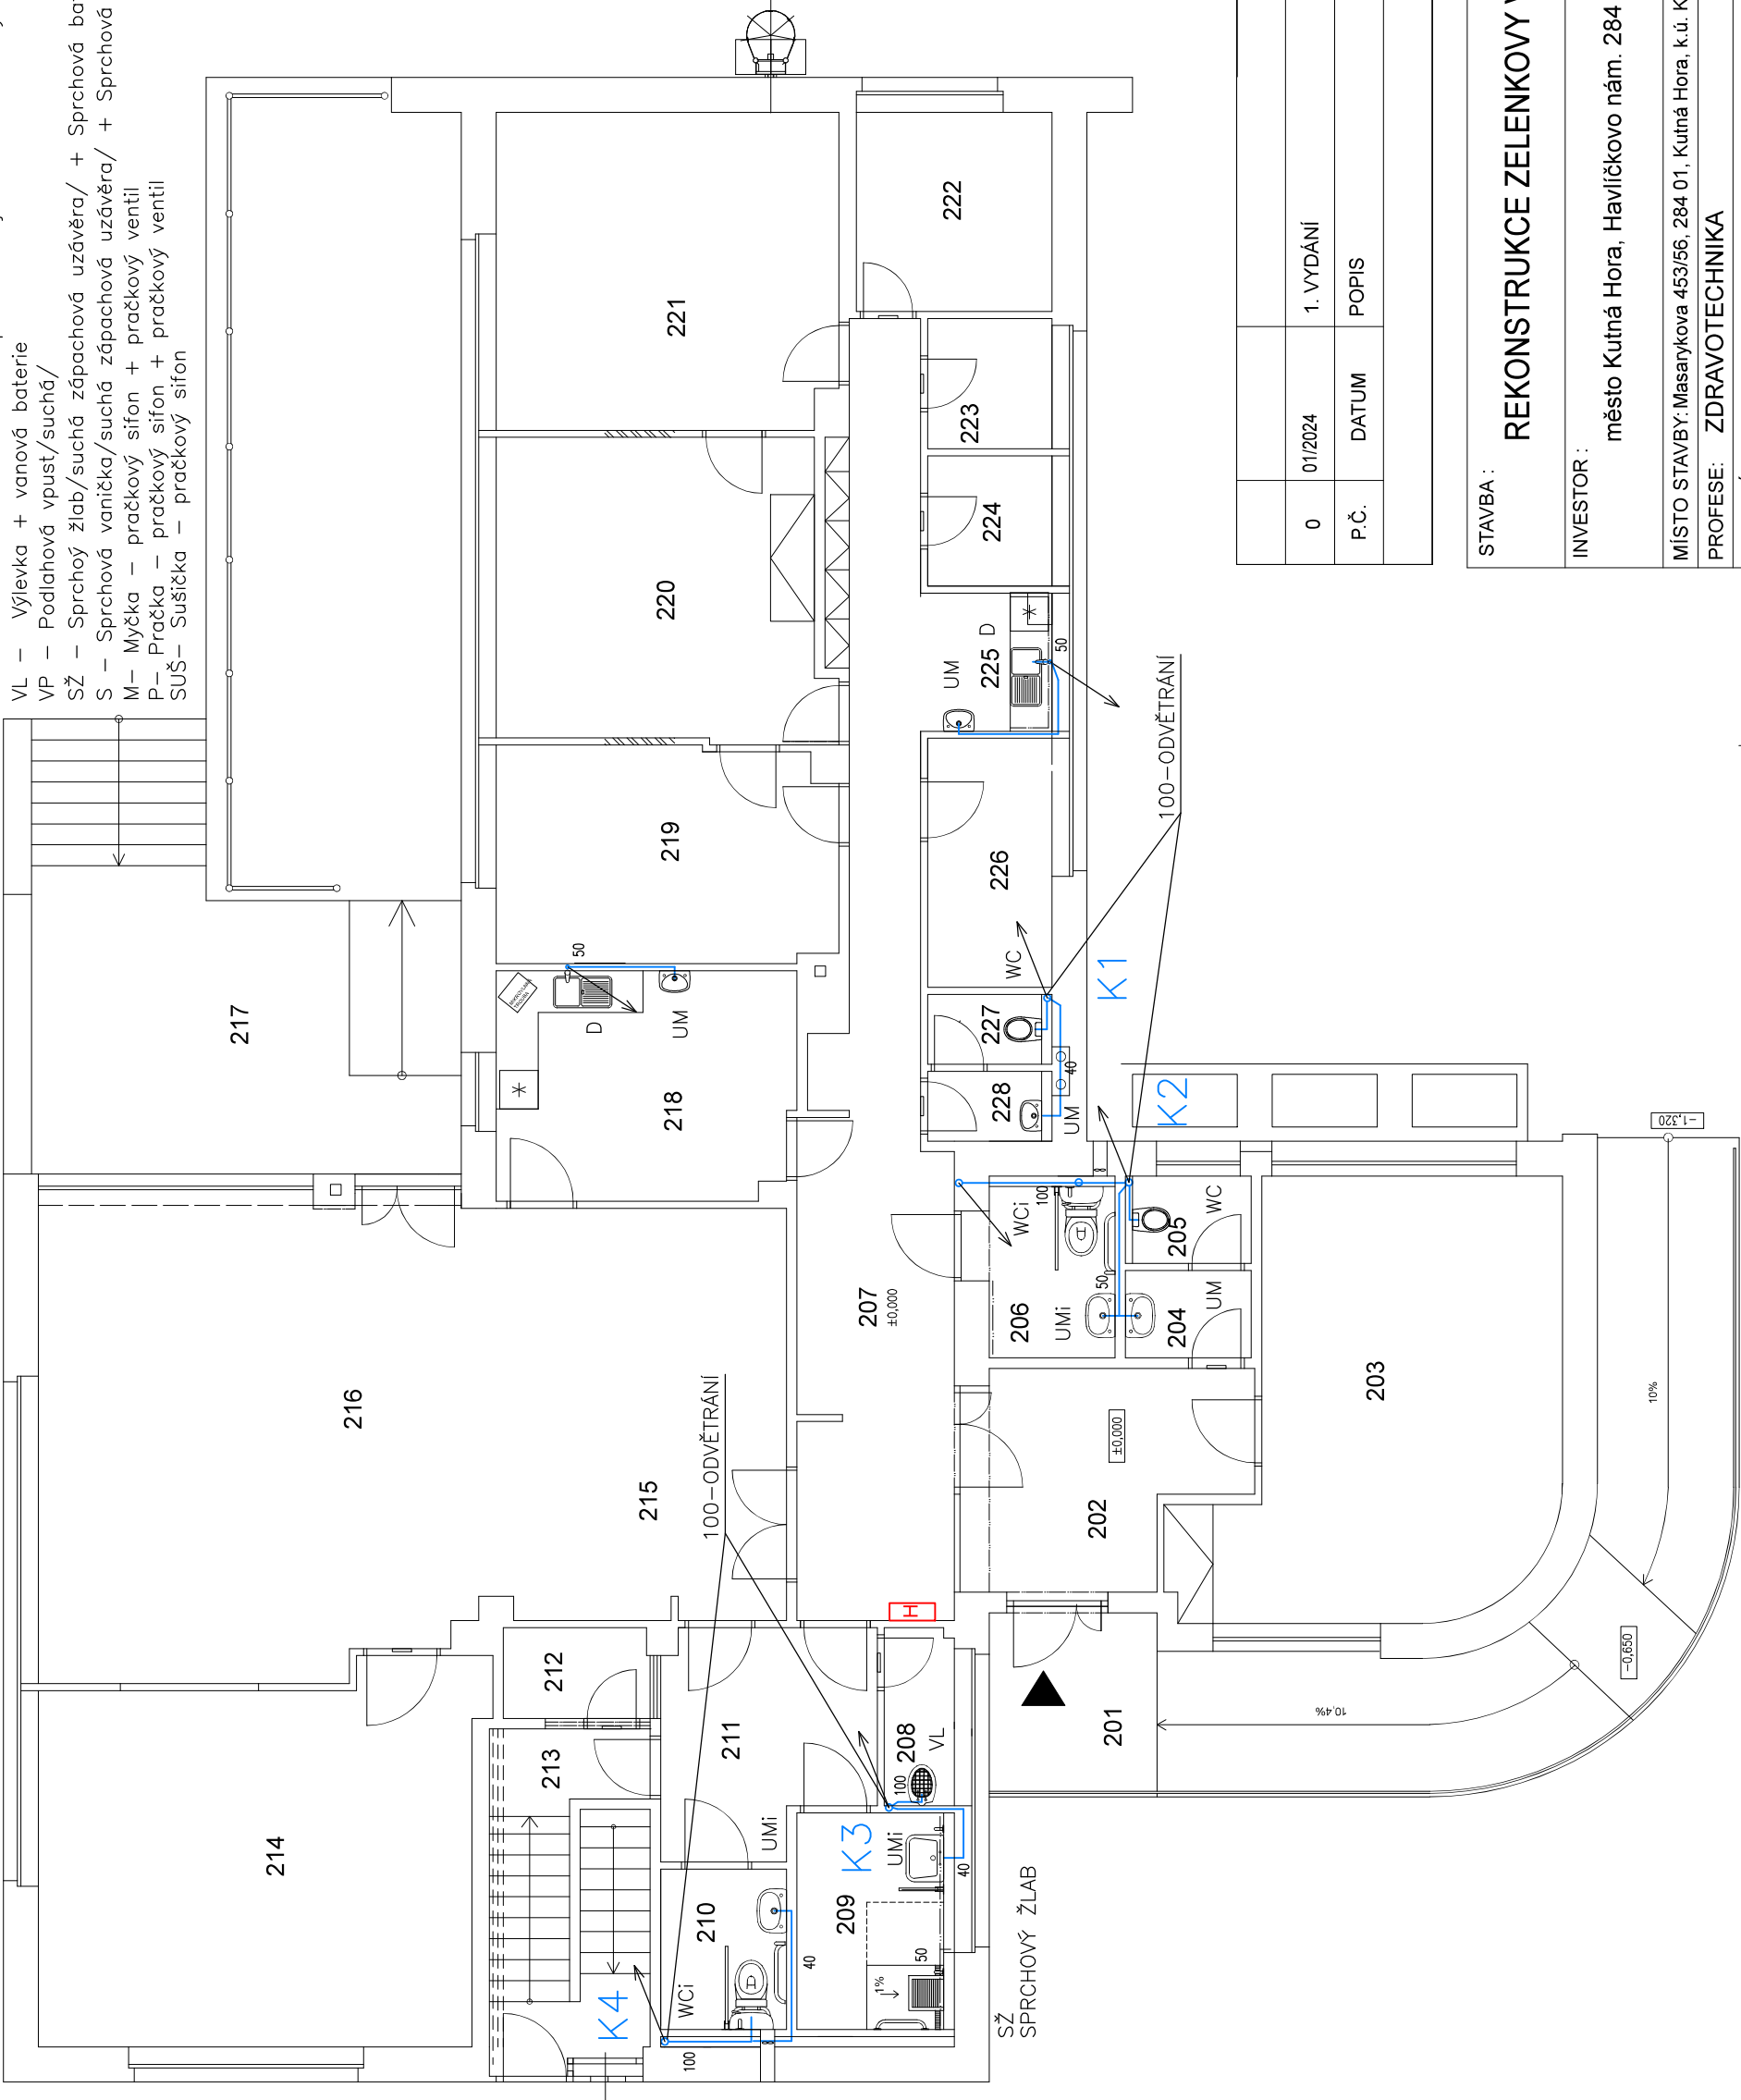 VL – Výlevka + vanová baterie
VP – Podlahová vpust/suchá/
SŽ – Sprchoý žlab/suchá zápachová uzávěra/ + Sprchová bat
S – Sprchová vanička/suchá zápachová uzávěra/ + Sprchová
M– Myčka – pračkový sifon + pračkový ventil
P– Pračka – pračkový sifon + pračkový ventil
SUŠ– Sušička – pračkový sifon
217
216
215
214
213
212
211
210
WCi
UMi
K4
100
40
209
K3
UMi
40
50
1%
208
VL
100
SŽ
SPRCHOVÝ ŽLAB
100–ODVĚTRÁNÍ
H
207
±0,000
218
D
UM
50
219
220
221
222
223
224
225
D
UM
50
226
WC
227
228
UM
40
K1
K2
100–ODVĚTRÁNÍ
206
WCi
UMi
100
50
205
WC
204
UM
203
202
±0,000
201
10,4%
10%
–0,650
–1,320
0
01/2024
1. VYDÁNÍ
P.Č.
DATUM
POPIS
STAVBA :
REKONSTRUKCE ZELENKOVY V
INVESTOR :
město Kutná Hora, Havlíčkovo nám. 284
MÍSTO STAVBY: Masarykova 453/56, 284 01, Kutná Hora, k.ú. K
PROFESE: ZDRAVOTECHNIKA